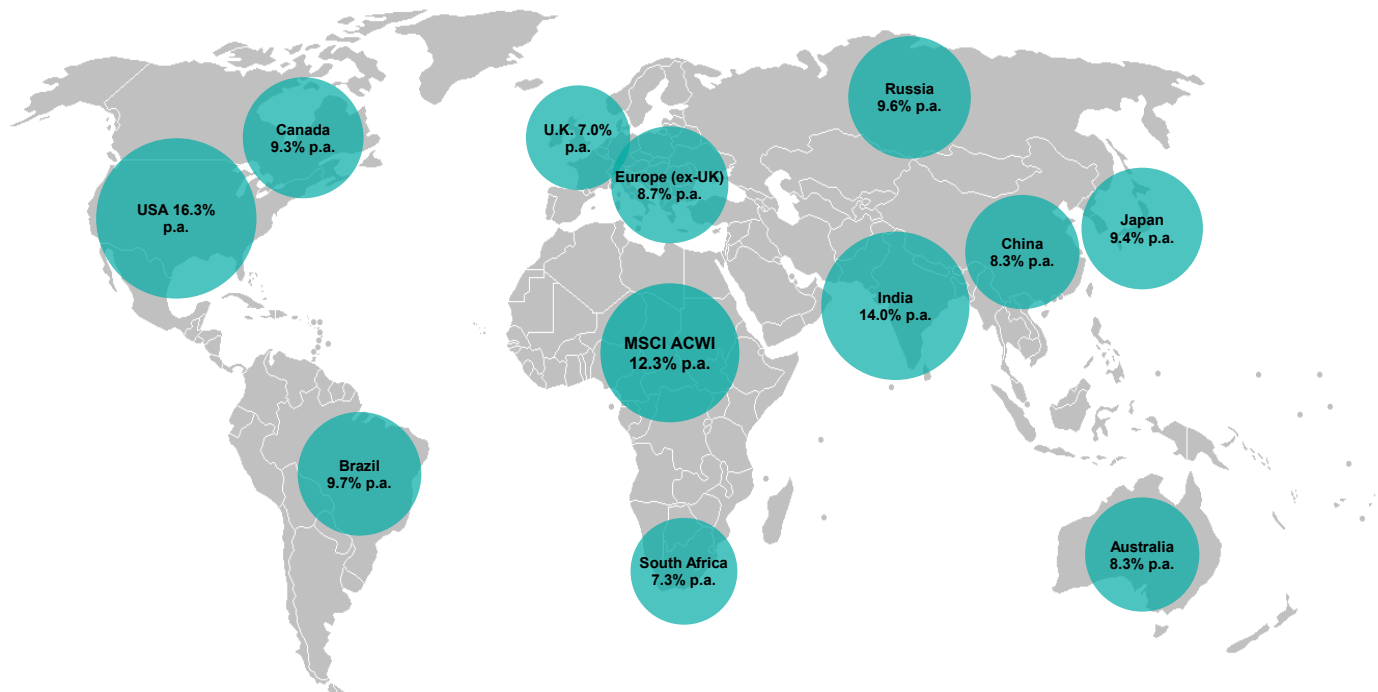 Russia
9.6% p.a.
Canada
9.3% p.a.
U.K. 7.0%
p.a.
Europe (ex-UK)
8.7% p.a.
USA 16.3%
p.a.
Japan
9.4% p.a.
China
8.3% p.a.
India
14.0% p.a.
MSCI ACWI
12.3% p.a.
Brazil
9.7% p.a.
Australia
8.3% p.a.
South Africa
7.3% p.a.